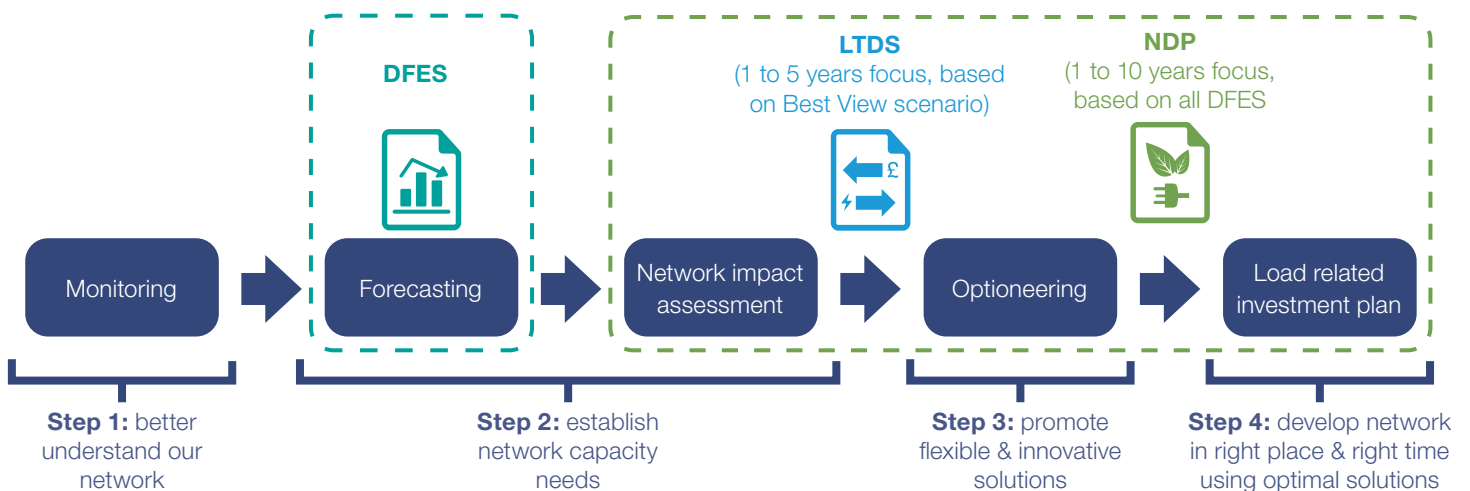 DFES
LTDS
(1 to 5 years focus, based
on Best View scenario)
NDP
(1 to 10 years focus,
based on all DFES
£
Monitoring
Forecasting
Network impact
assessment
Optioneering
Load related
investment plan
Step 1: better
understand our
network
Step 2: establish
network capacity
needs
Step 3: promote
flexible & innovative
solutions
Step 4: develop network
in right place & right time
using optimal solutions